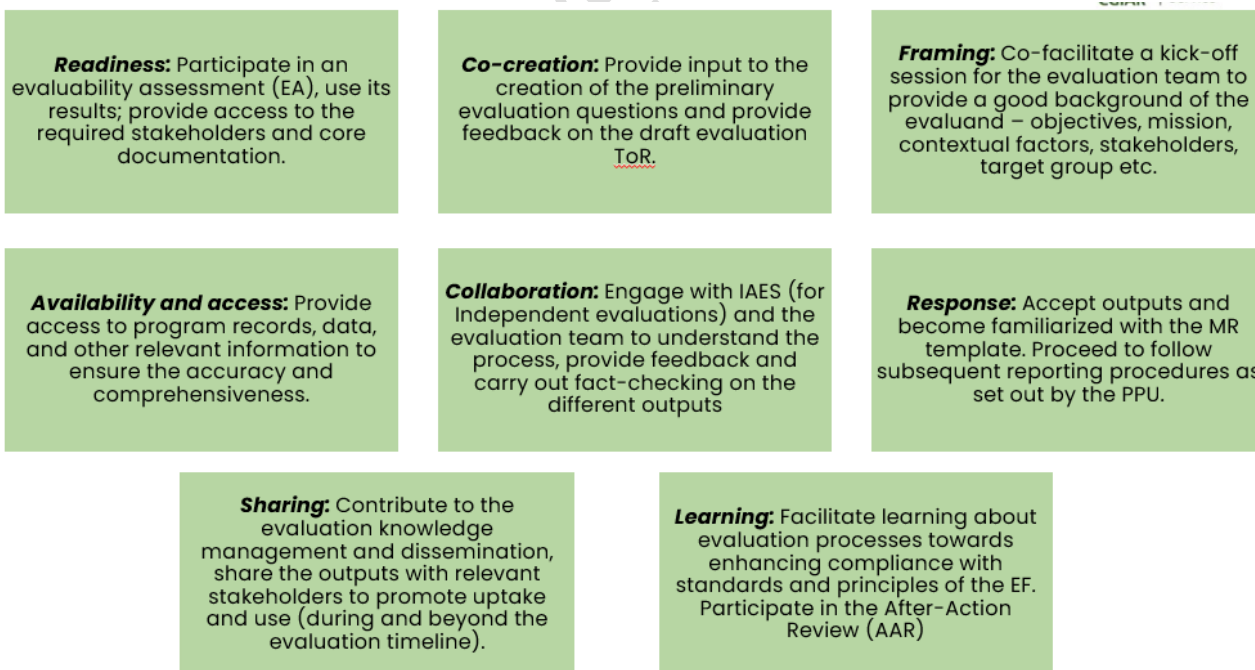 CGIAR
Readiness: Participate in an
evaluability assessment (EA), use its
results; provide access to the
required stakeholders and core
documentation.
Co-creation: Provide input to the
creation of the preliminary
evaluation questions and provide
feedback on the draft evaluation
ToR.
Framing: Co-facilitate a kick-off
session for the evaluation team to
provide a good background of the
evaluand – objectives, mission,
contextual factors, stakeholders,
target group etc.
Availability and access: Provide
access to program records, data,
and other relevant information to
ensure the accuracy and
comprehensiveness.
Collaboration: Engage with IAES (for
Independent evaluations) and the
evaluation team to understand the
process, provide feedback and
carry out fact-checking on the
different outputs
Response: Accept outputs and
become familiarized with the MR
template. Proceed to follow
subsequent reporting procedures as
set out by the PPU.
Sharing: Contribute to the
evaluation knowledge
management and dissemination,
share the outputs with relevant
stakeholders to promote uptake
and use (during and beyond the
evaluation timeline).
Learning: Facilitate learning about
evaluation processes towards
enhancing compliance with
standards and principles of the EF.
Participate in the After-Action
Review (AAR)